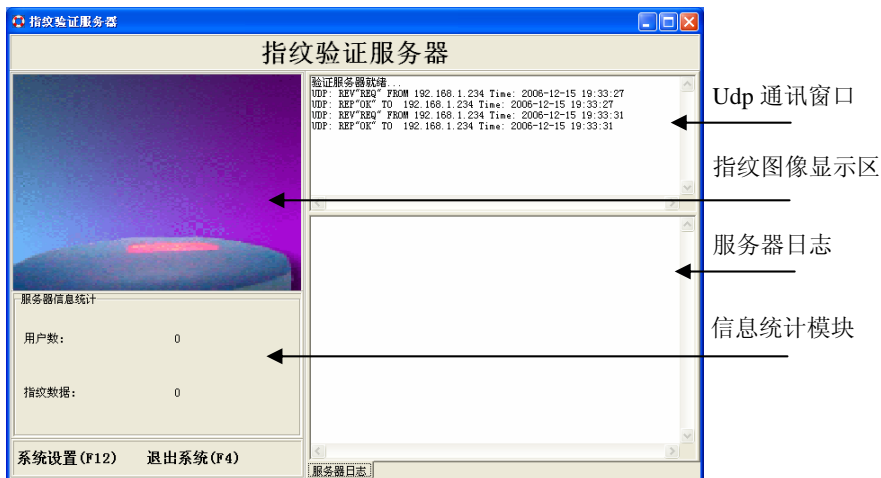 指纹验证服务器
指纹验证服务器
验证服务器就绪...
UDP: REV"REQ" FROM 192.168.1.234 Time: 2006-12-15 19:33:27
UDP: REP"OK" TO 192.168.1.234 Time: 2006-12-15 19:33:27
UDP: REV"REQ" FROM 192.168.1.234 Time: 2006-12-15 19:33:31
UDP: REP"OK" TO 192.168.1.234 Time: 2006-12-15 19:33:31
Udp 通讯窗口
指纹图像显示区
服务器日志
服务器信息统计
用户数: 0
信息统计模块
指纹数据: 0
系统设置(F12) 退出系统(F4)
服务器日志